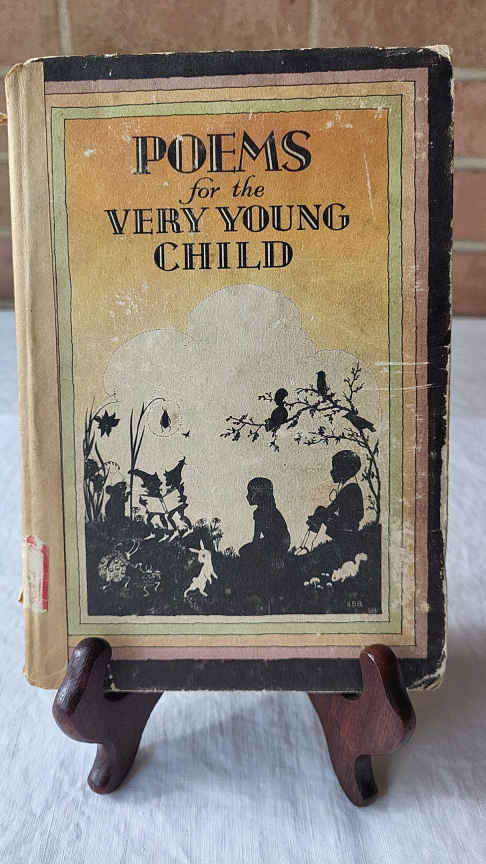 POEMS
for the
VERY YOUNG
CHILD